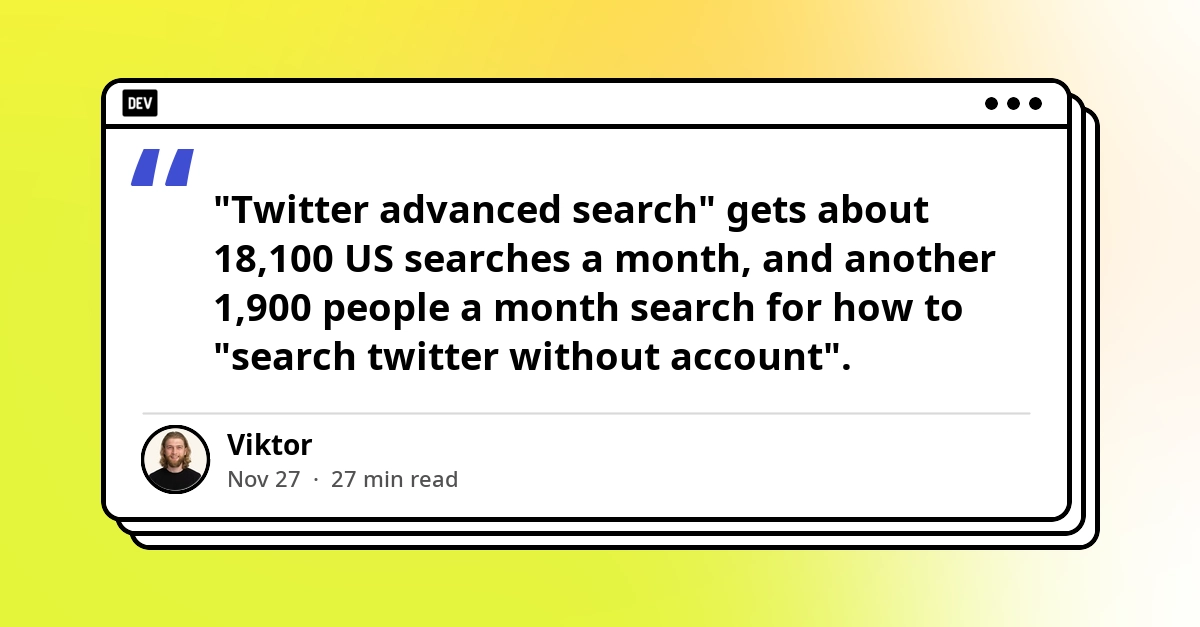 DEV
"Twitter advanced search" gets about
18,100 US searches a month, and another
1,900 people a month search for how to
"search twitter without account".
Viktor
Nov 27 · 27 min read